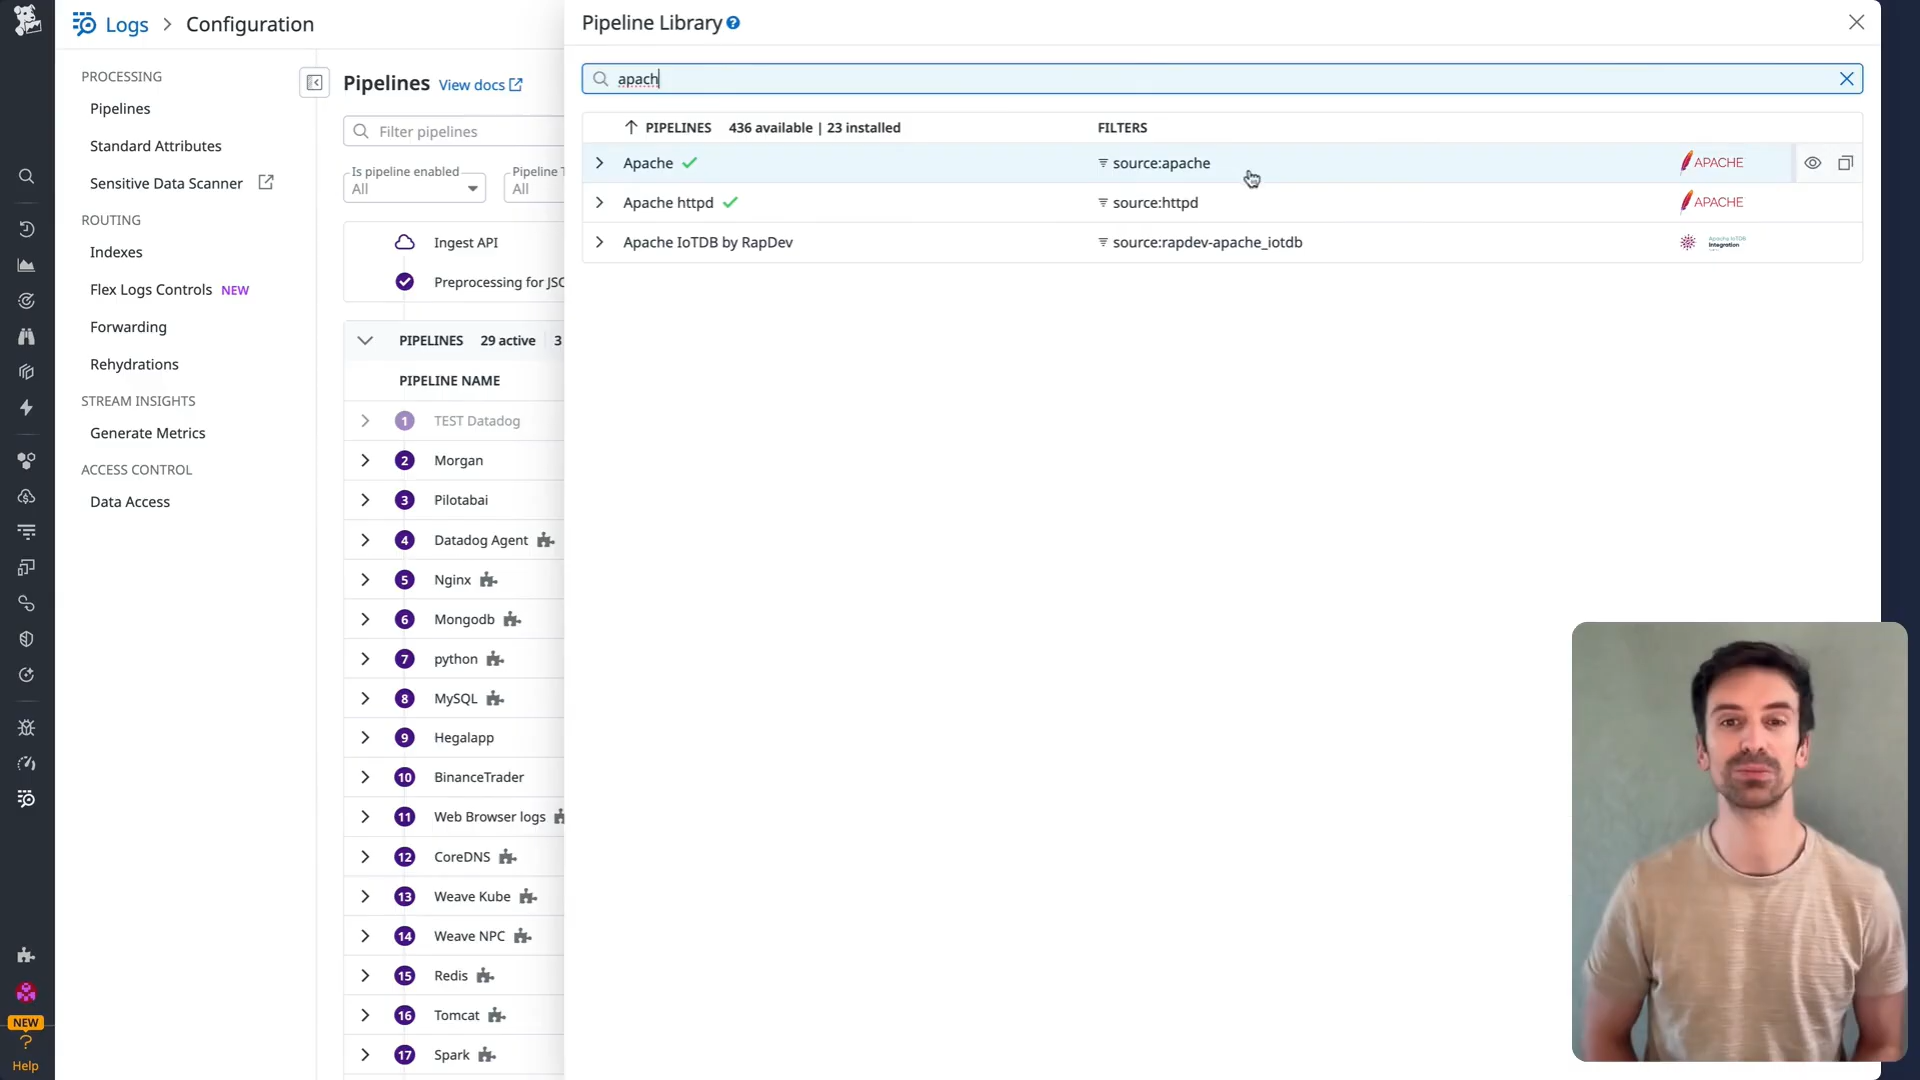 Logs > Configuration
PROCESSING
Pipelines
Standard Attributes
Sensitive Data Scanner
ROUTING
Indexes
Flex Logs Controls NEW
Forwarding
Rehydrations
STREAM INSIGHTS
Generate Metrics
ACCESS CONTROL
Data Access
NEW
?
Help
Pipelines View docs
Filter pipelines
Is pipeline enabled
All
Pipeline T
All
Ingest API
Preprocessing for JSO
PIPELINES 29 active 3
PIPELINE NAME
1 TEST Datadog
2 Morgan
3 Pilotabai
4 Datadog Agent
5 Nginx
6 Mongodb
7 python
8 MySQL
9 Hegalapp
10 BinanceTrader
11 Web Browser logs
12 CoreDNS
13 Weave Kube
14 Weave NPC
15 Redis
16 Tomcat
17 Spark
Pipeline Library ?
apach
PIPELINES 436 available | 23 installed FILTERS
Apache source:apache APACHE
Apache httpd source:httpd APACHE
Apache IoTDB by RapDev source:rapdev-apache_iotdb Apache IoTDB
Integration